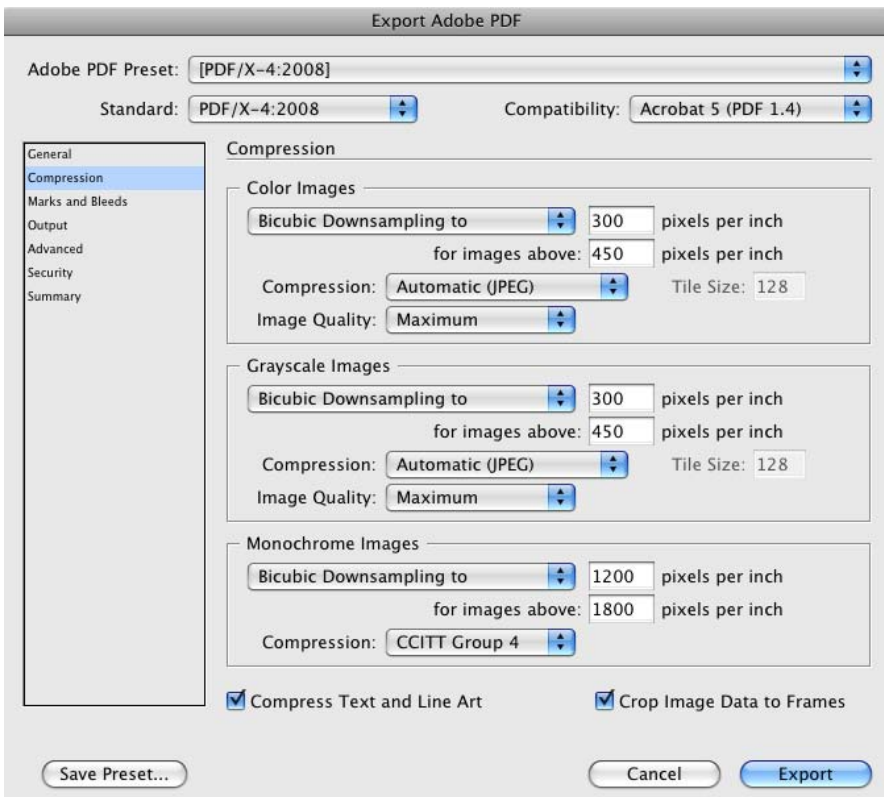 Export Adobe PDF
Adobe PDF Preset: [PDF/X-4:2008]
Standard: PDF/X-4:2008 Compatibility: Acrobat 5 (PDF 1.4)
General
Compression
Marks and Bleeds
Output
Advanced
Security
Summary
Compression
Color Images
Bicubic Downsampling to 300 pixels per inch
for images above: 450 pixels per inch
Compression: Automatic (JPEG) Tile Size: 128
Image Quality: Maximum
Grayscale Images
Bicubic Downsampling to 300 pixels per inch
for images above: 450 pixels per inch
Compression: Automatic (JPEG) Tile Size: 128
Image Quality: Maximum
Monochrome Images
Bicubic Downsampling to 1200 pixels per inch
for images above: 1800 pixels per inch
Compression: CCITT Group 4
Compress Text and Line Art Crop Image Data to Frames
Save Preset... Cancel Export